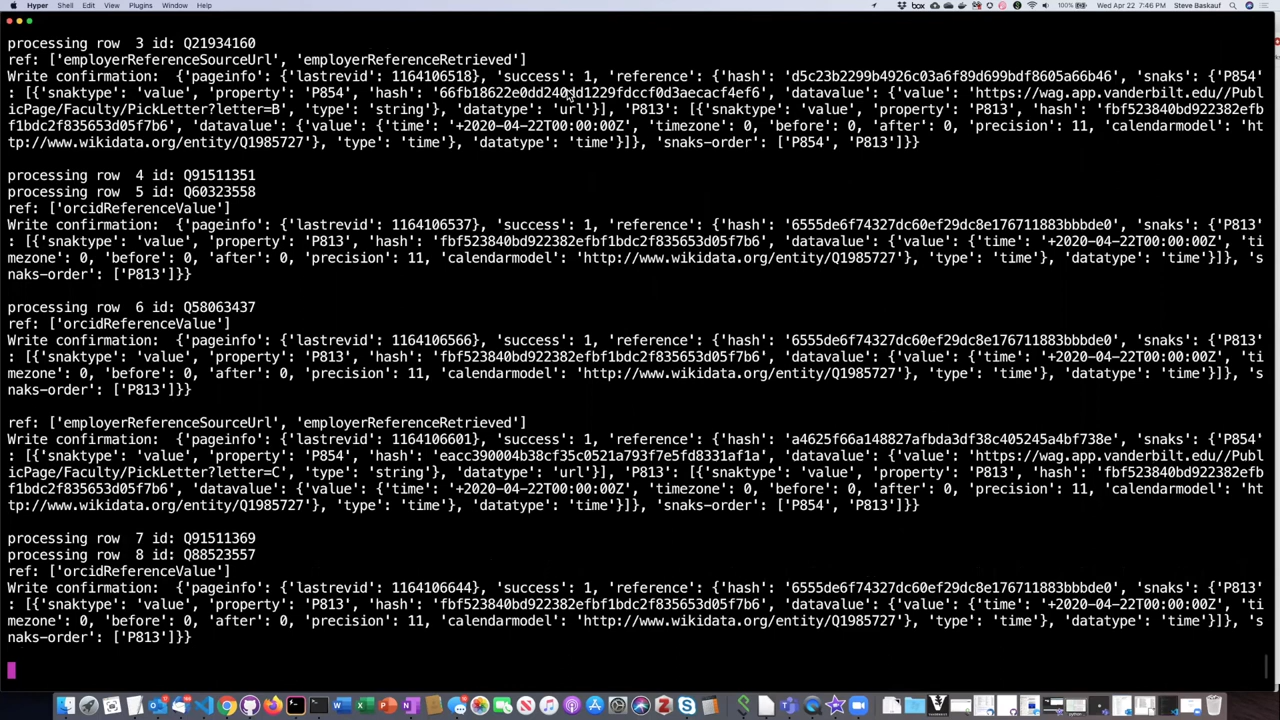 Hyper Shell Edit View Plugins Window Help box 100% Wed Apr 22 7:46 PM Steve Baskauf
processing row  3 id: Q21934160
ref: ['employerReferenceSourceUrl', 'employerReferenceRetrieved']
Write confirmation:  {'pageinfo': {'lastrevid': 1164106518}, 'success': 1, 'reference': {'hash': 'd5c23b2299b4926c03a6f89d699bdf8605a66b46', 'snaks': {'P854'
: [{'snaktype': 'value', 'property': 'P854', 'hash': '66fb18622e0dd240dd1229fdccf0d3aecacf4ef6', 'datavalue': {'value': 'https://wag.app.vanderbilt.edu//Publ
icPage/Faculty/PickLetter?letter=B', 'type': 'string'}, 'datatype': 'url'}], 'P813': [{'snaktype': 'value', 'property': 'P813', 'hash': 'fbf523840bd922382efb
f1bdc2f835653d05f7b6', 'datavalue': {'value': {'time': '+2020-04-22T00:00:00Z', 'timezone': 0, 'before': 0, 'after': 0, 'precision': 11, 'calendarmodel': 'ht
tp://www.wikidata.org/entity/Q1985727'}, 'type': 'time'}, 'datatype': 'time'}]}, 'snaks-order': ['P854', 'P813']}}
processing row  4 id: Q91511351
processing row  5 id: Q60323558
ref: ['orcidReferenceValue']
Write confirmation:  {'pageinfo': {'lastrevid': 1164106537}, 'success': 1, 'reference': {'hash': '6555de6f74327dc60ef29dc8e176711883bbbde0', 'snaks': {'P813'
: [{'snaktype': 'value', 'property': 'P813', 'hash': 'fbf523840bd922382efbf1bdc2f835653d05f7b6', 'datavalue': {'value': {'time': '+2020-04-22T00:00:00Z', 'ti
mezone': 0, 'before': 0, 'after': 0, 'precision': 11, 'calendarmodel': 'http://www.wikidata.org/entity/Q1985727'}, 'type': 'time'}, 'datatype': 'time'}]}, 's
naks-order': ['P813']}}
processing row  6 id: Q58063437
ref: ['orcidReferenceValue']
Write confirmation:  {'pageinfo': {'lastrevid': 1164106566}, 'success': 1, 'reference': {'hash': '6555de6f74327dc60ef29dc8e176711883bbbde0', 'snaks': {'P813'
: [{'snaktype': 'value', 'property': 'P813', 'hash': 'fbf523840bd922382efbf1bdc2f835653d05f7b6', 'datavalue': {'value': {'time': '+2020-04-22T00:00:00Z', 'ti
mezone': 0, 'before': 0, 'after': 0, 'precision': 11, 'calendarmodel': 'http://www.wikidata.org/entity/Q1985727'}, 'type': 'time'}, 'datatype': 'time'}]}, 's
naks-order': ['P813']}}
ref: ['employerReferenceSourceUrl', 'employerReferenceRetrieved']
Write confirmation:  {'pageinfo': {'lastrevid': 1164106601}, 'success': 1, 'reference': {'hash': 'a4625f66a148827afbda3df38c405245a4bf738e', 'snaks': {'P854'
: [{'snaktype': 'value', 'property': 'P854', 'hash': 'eacc390004b38cf35c0521a793f7e5fd8331af1a', 'datavalue': {'value': 'https://wag.app.vanderbilt.edu//Publ
icPage/Faculty/PickLetter?letter=C', 'type': 'string'}, 'datatype': 'url'}], 'P813': [{'snaktype': 'value', 'property': 'P813', 'hash': 'fbf523840bd922382efb
f1bdc2f835653d05f7b6', 'datavalue': {'value': {'time': '+2020-04-22T00:00:00Z', 'timezone': 0, 'before': 0, 'after': 0, 'precision': 11, 'calendarmodel': 'ht
tp://www.wikidata.org/entity/Q1985727'}, 'type': 'time'}, 'datatype': 'time'}]}, 'snaks-order': ['P854', 'P813']}}
processing row  7 id: Q91511369
processing row  8 id: Q88523557
ref: ['orcidReferenceValue']
Write confirmation:  {'pageinfo': {'lastrevid': 1164106644}, 'success': 1, 'reference': {'hash': '6555de6f74327dc60ef29dc8e176711883bbbde0', 'snaks': {'P813'
: [{'snaktype': 'value', 'property': 'P813', 'hash': 'fbf523840bd922382efbf1bdc2f835653d05f7b6', 'datavalue': {'value': {'time': '+2020-04-22T00:00:00Z', 'ti
mezone': 0, 'before': 0, 'after': 0, 'precision': 11, 'calendarmodel': 'http://www.wikidata.org/entity/Q1985727'}, 'type': 'time'}, 'datatype': 'time'}]}, 's
naks-order': ['P813']}}